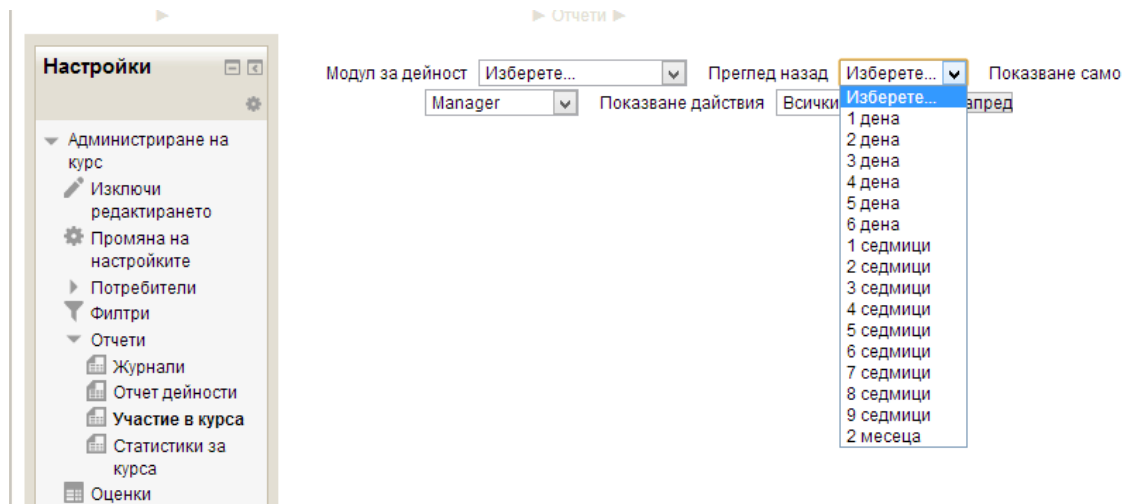 Отчети
Настройки
Администриране на
курс
Изключи
редактирането
Промяна на
настройките
Потребители
Филтри
Отчети
Журнали
Отчет дейности
Участие в курса
Статистики за
курса
Оценки
Модул за дейност Изберете... Преглед назад Изберете... Показване само
Manager Показване дайствия Всички
Изберете...
1 дена
2 дена
3 дена
4 дена
5 дена
6 дена
1 седмици
2 седмици
3 седмици
4 седмици
5 седмици
6 седмици
7 седмици
8 седмици
9 седмици
2 месеца